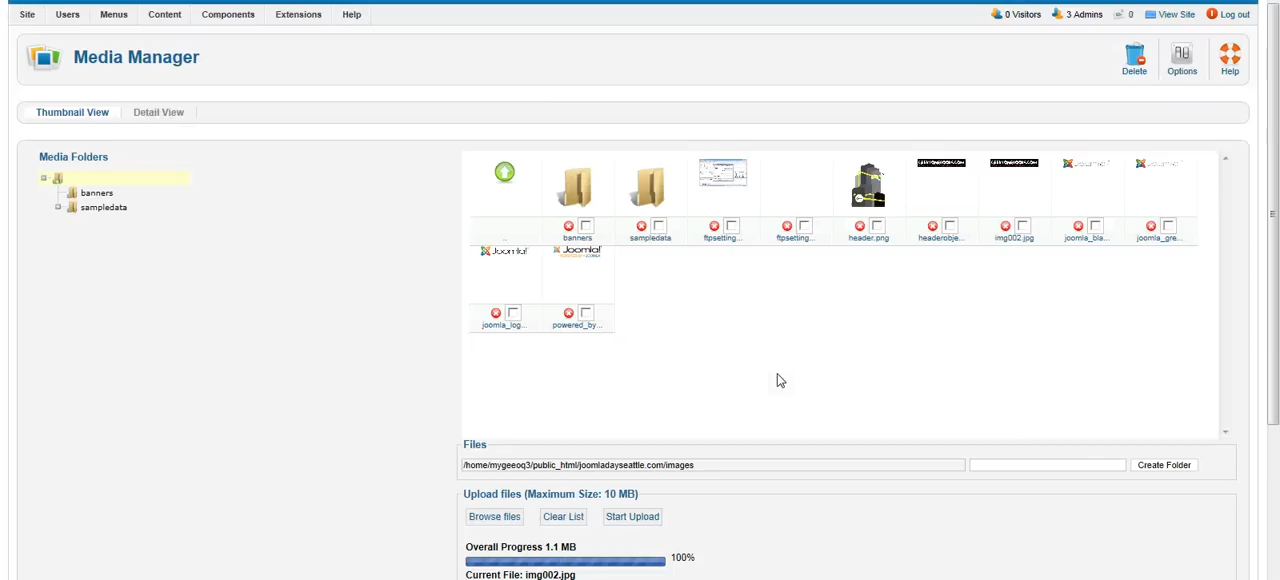 Site Users Menus Content Components Extensions Help 0 Visitors 3 Admins 0 View Site Log out
Media Manager
Delete Options Help
Thumbnail View Detail View
Media Folders
banners
sampledata
...
banners sampledata ftpsetting... ftpsetting... header.png headerobje... img002.jpg joomla_bla... joomla_gre...
Joomla! Joomla!
joomla_log... powered_by...
Files
/home/mygeeoq3/public_html/joomladayseattle.com/images Create Folder
Upload files (Maximum Size: 10 MB)
Browse files Clear List Start Upload
Overall Progress 1.1 MB
100%
Current File: img002.jpg